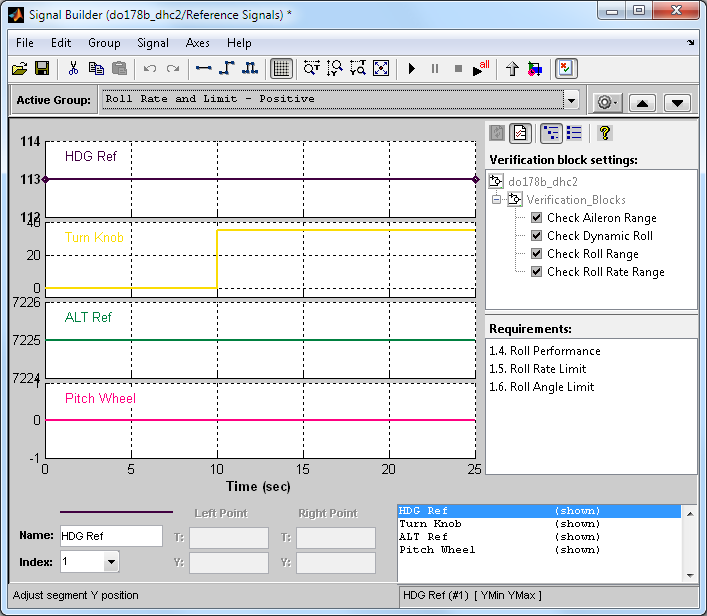 Signal Builder (do178b_dhc2/Reference Signals) *
File Edit Group Signal Axes Help
all
Active Group: Roll Rate and Limit - Positive
Verification block settings:
do178b_dhc2
Verification_Blocks
Check Aileron Range
Check Dynamic Roll
Check Roll Range
Check Roll Rate Range
Requirements:
1.4. Roll Performance
1.5. Roll Rate Limit
1.6. Roll Angle Limit
114
HDG Ref
113
112
40
Turn Knob
20
0
7226
ALT Ref
7225
7224
1
Pitch Wheel
0
-1
0 5 10 15 20 25
Time (sec)
Left Point Right Point
Name: HDG Ref T: T:
Index: 1 Y: Y:
HDG Ref (shown)
Turn Knob (shown)
ALT Ref (shown)
Pitch Wheel (shown)
Adjust segment Y position
HDG Ref (#1) [ YMin YMax ]